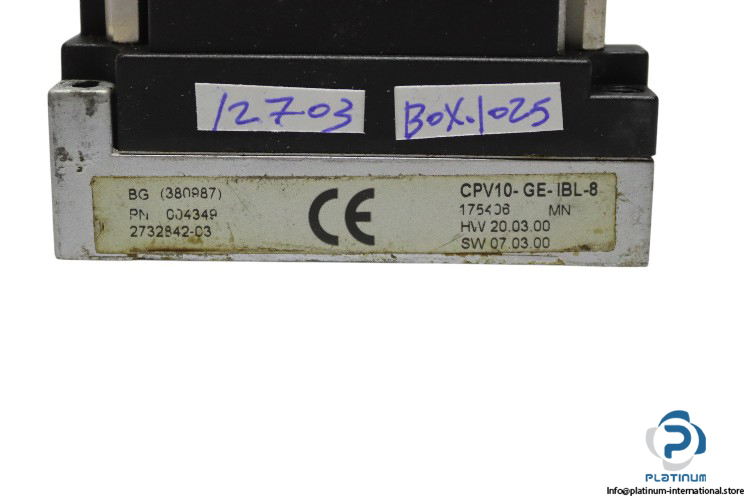 12703
BOX.1025
BG (380987)
PN 004349
2732842-03
CE
CPV10-GE-IBL-8
175406 MN
HW 20.03.00
SW 07.03.00
PLATINUM
Info@platinum-international.store